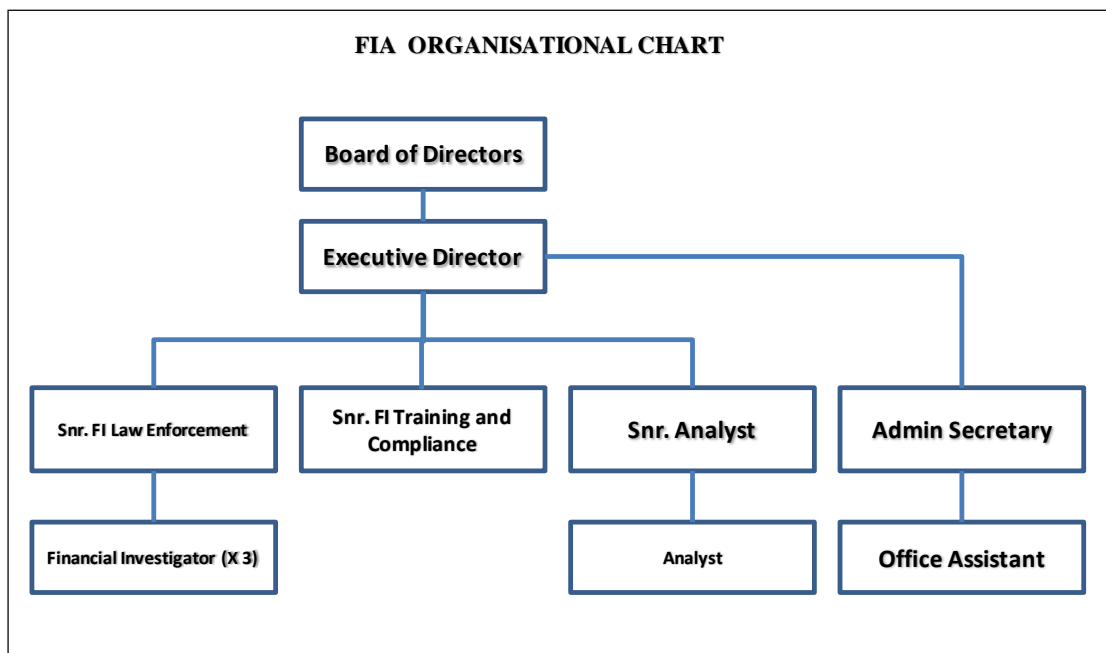 FIA ORGANISATIONAL CHART
Board of Directors
Executive Director
Snr. FI Law Enforcement
Snr. FI Training and
Compliance
Snr. Analyst
Admin Secretary
Financial Investigator (X 3)
Analyst
Office Assistant